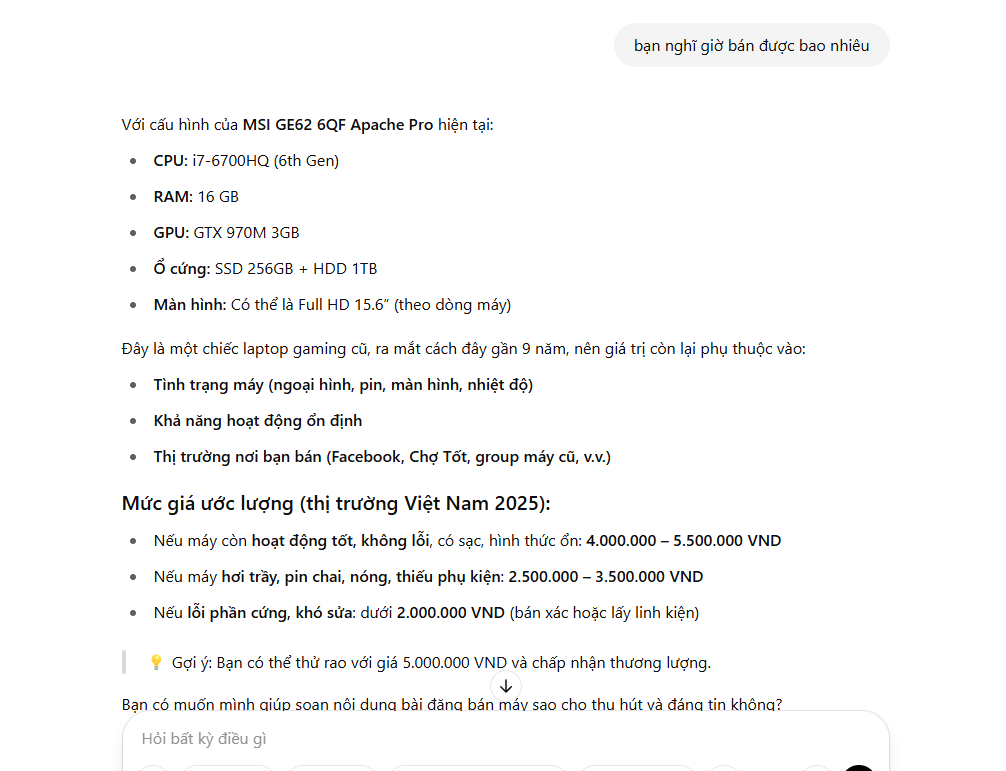 bạn nghĩ giờ bán được bao nhiêu
Với cấu hình của MSI GE62 6QF Apache Pro hiện tại:
CPU: i7-6700HQ (6th Gen)
RAM: 16 GB
GPU: GTX 970M 3GB
Ổ cứng: SSD 256GB + HDD 1TB
Màn hình: Có thể là Full HD 15.6” (theo dòng máy)
Đây là một chiếc laptop gaming cũ, ra mắt cách đây gần 9 năm, nên giá trị còn lại phụ thuộc vào:
Tình trạng máy (ngoại hình, pin, màn hình, nhiệt độ)
Khả năng hoạt động ổn định
Thị trường nơi bạn bán (Facebook, Chợ Tốt, group máy cũ, v.v.)
Mức giá ước lượng (thị trường Việt Nam 2025):
Nếu máy còn hoạt động tốt, không lỗi, có sạc, hình thức ổn: 4.000.000 – 5.500.000 VND
Nếu máy hơi trầy, pin chai, nóng, thiếu phụ kiện: 2.500.000 – 3.500.000 VND
Nếu lỗi phần cứng, khó sửa: dưới 2.000.000 VND (bán xác hoặc lấy linh kiện)
💡 Gợi ý: Bạn có thể thử rao với giá 5.000.000 VND và chấp nhận thương lượng.
Bạn có muốn mình giúp soạn nội dung bài đăng bán máy sao cho thu hút và đáng tin không?
Hỏi bất kỳ điều gì